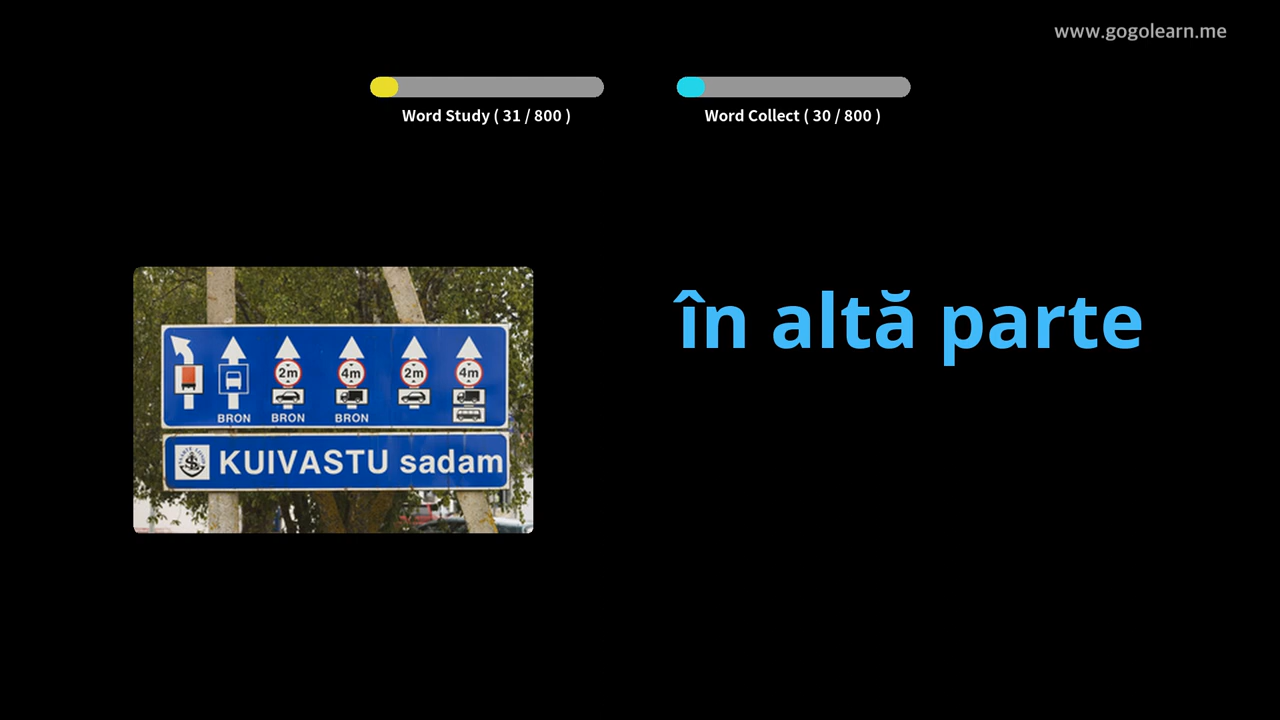 www.gogolearn.me
Word Study ( 31 / 800 )
Word Collect ( 30 / 800 )
în altă parte
2m 4m 2m 4m
BRON BRON BRON
KUIVASTU sadam